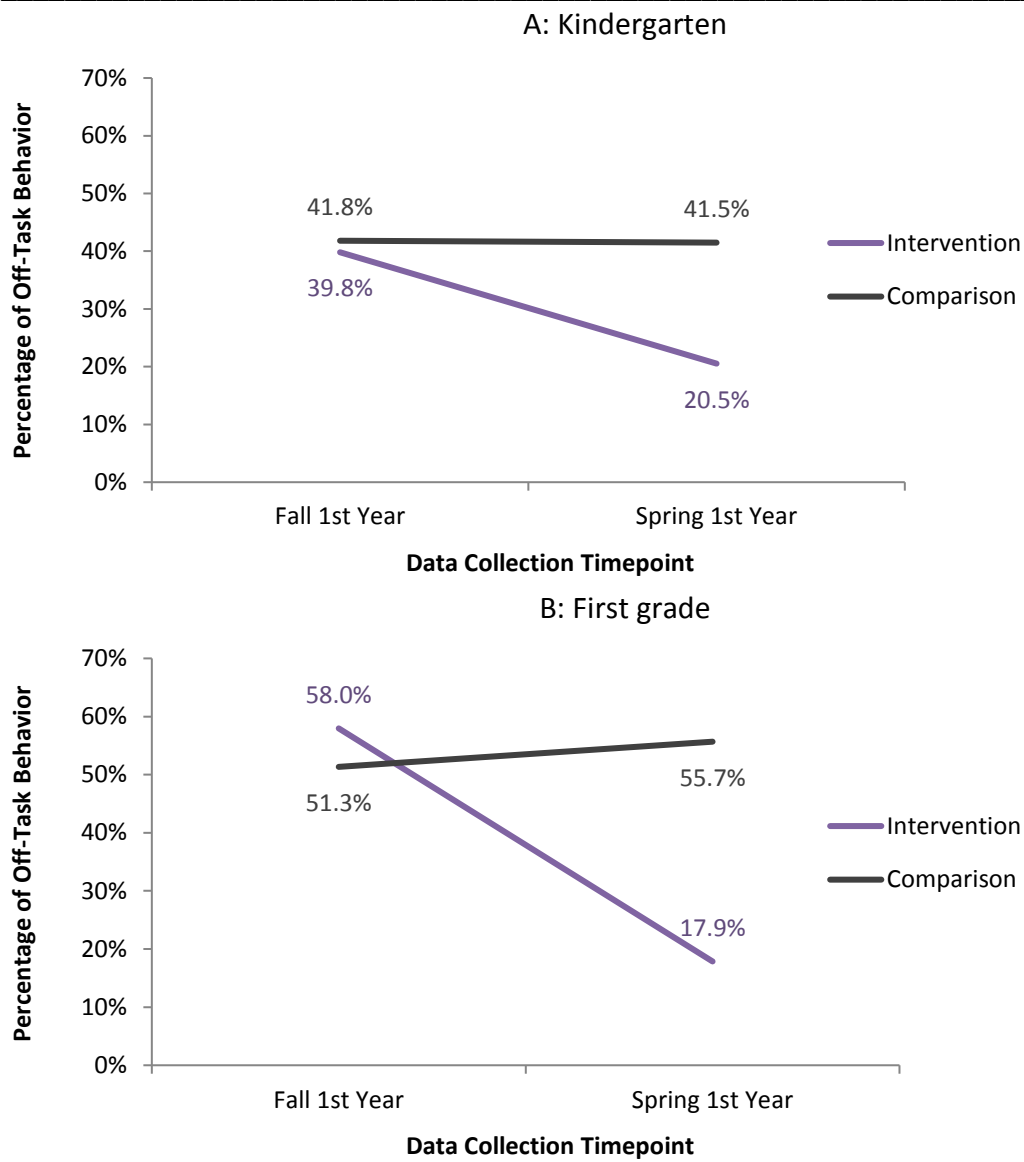 A: Kindergarten
Percentage of Off-Task Behavior
70%
60%
50%
40%
30%
20%
10%
0%
41.8%
41.5%
39.8%
20.5%
Intervention
Comparison
Fall 1st Year
Spring 1st Year
Data Collection Timepoint
B: First grade
Percentage of Off-Task Behavior
70%
60%
50%
40%
30%
20%
10%
0%
58.0%
51.3%
55.7%
17.9%
Intervention
Comparison
Fall 1st Year
Spring 1st Year
Data Collection Timepoint